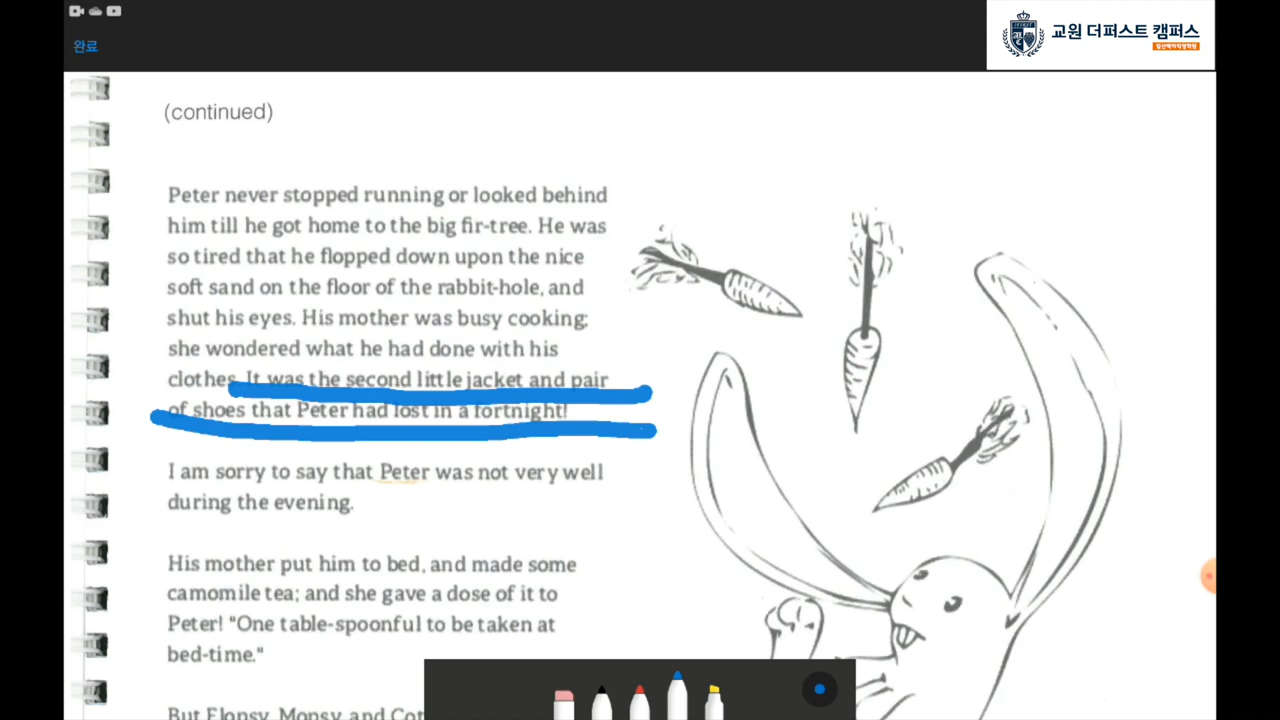 완료
교원 더퍼스트 캠퍼스
(continued)
Peter never stopped running or looked behind
him till he got home to the big fir-tree. He was
so tired that he flopped down upon the nice
soft sand on the floor of the rabbit-hole, and
shut his eyes. His mother was busy cooking;
she wondered what he had done with his
clothes. It was the second little jacket and pair
of shoes that Peter had lost in a fortnight!
I am sorry to say that Peter was not very well
during the evening.
His mother put him to bed, and made some
camomile tea; and she gave a dose of it to
Peter! "One table-spoonful to be taken at
bed-time."
But Flopsy, Mopsy, and Cot